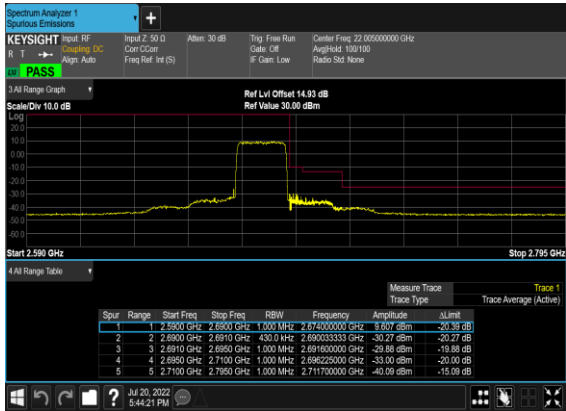 Spectrum Analyzer 1
Spurious Emissions
KEYSIGHT Input: RF Input Z: 50 Ω Atten: 30 dB Trig: Free Run Center Freq: 22.005000000 GHz
R T Coupling: DC Corr CCorr Gate: Off Avg|Hold: 100/100
Align: Auto Freq Ref: Int (S) IF Gain: Low Radio Std: None
LXI PASS
3 All Range Graph
Ref Lvl Offset 14.93 dB
Scale/Div 10.0 dB Ref Value 30.00 dBm
Log
20.0
10.0
0.00
-10.0
-20.0
-30.0
-40.0
-50.0
-60.0
Start 2.590 GHz Stop 2.795 GHz
4 All Range Table
Measure Trace Trace 1
Trace Type Trace Average (Active)
Spur Range Start Freq Stop Freq RBW Frequency Amplitude ΔLimit
1 1 2.5900 GHz 2.6900 GHz 1.000 MHz 2.674000000 GHz 9.607 dBm -20.39 dB
2 2 2.6900 GHz 2.6910 GHz 430.0 kHz 2.690033333 GHz -30.27 dBm -20.27 dB
3 3 2.6910 GHz 2.6950 GHz 1.000 MHz 2.691600000 GHz -29.88 dBm -19.88 dB
4 4 2.6950 GHz 2.7100 GHz 1.000 MHz 2.696225000 GHz -33.00 dBm -20.00 dB
5 5 2.7100 GHz 2.7950 GHz 1.000 MHz 2.711700000 GHz -40.09 dBm -15.09 dB
? Jul 20, 2022
5:44:21 PM